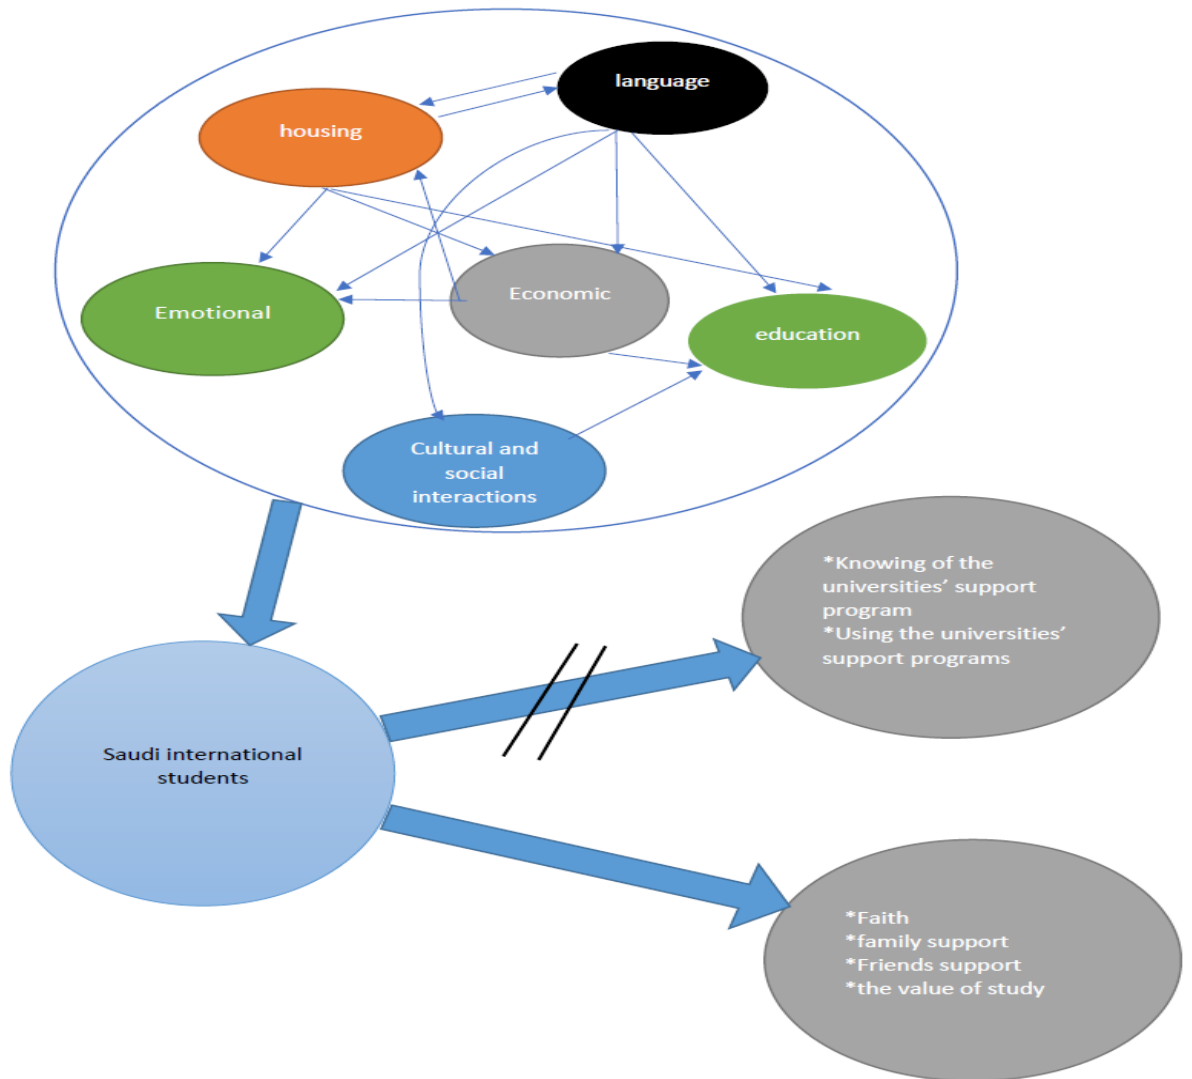 language
housing
Economic
Emotional
education
Cultural and
social
interactions
*Knowing of the
universities’ support
program
*Using the universities’
support programs
Saudi international
students
*Faith
*family support
*Friends support
*the value of study